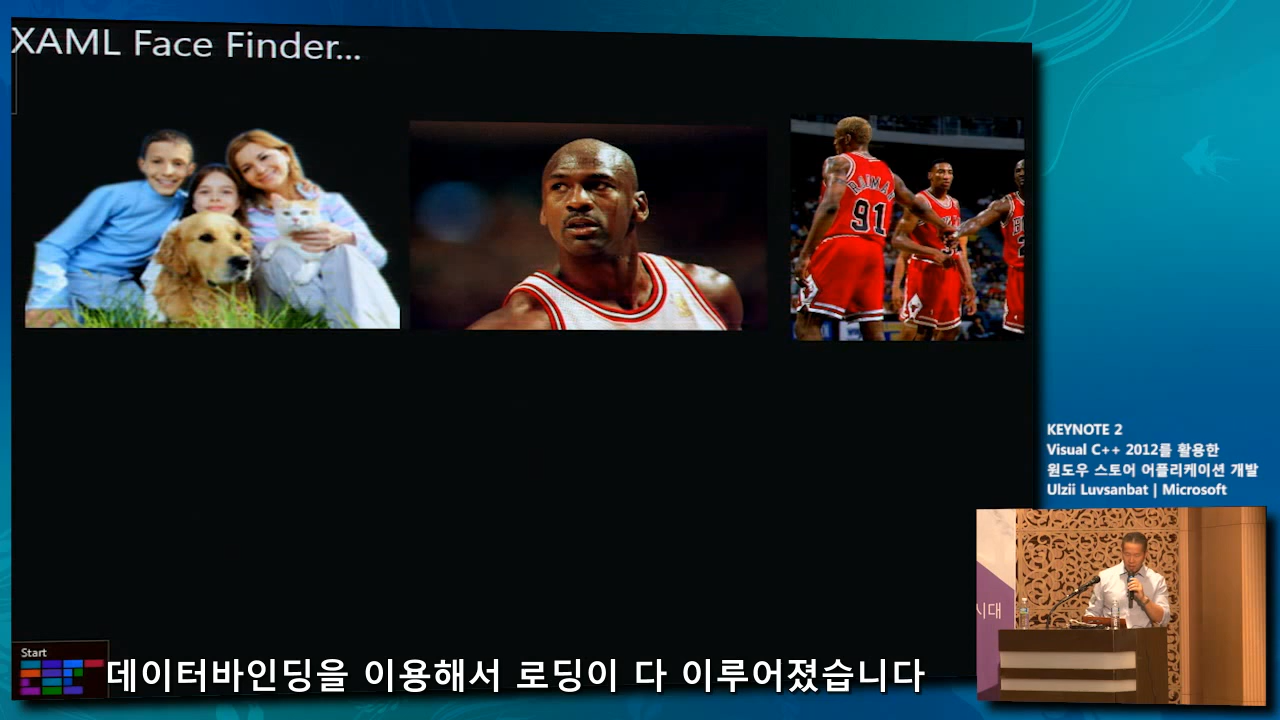 XAML Face Finder...
RODMAN
91
KEYNOTE 2
Visual C++ 2012를 활용한
윈도우 스토어 어플리케이션 개발
Ulzii Luvsanbat | Microsoft
시대
Start
데이터바인딩을 이용해서 로딩이 다 이루어졌습니다